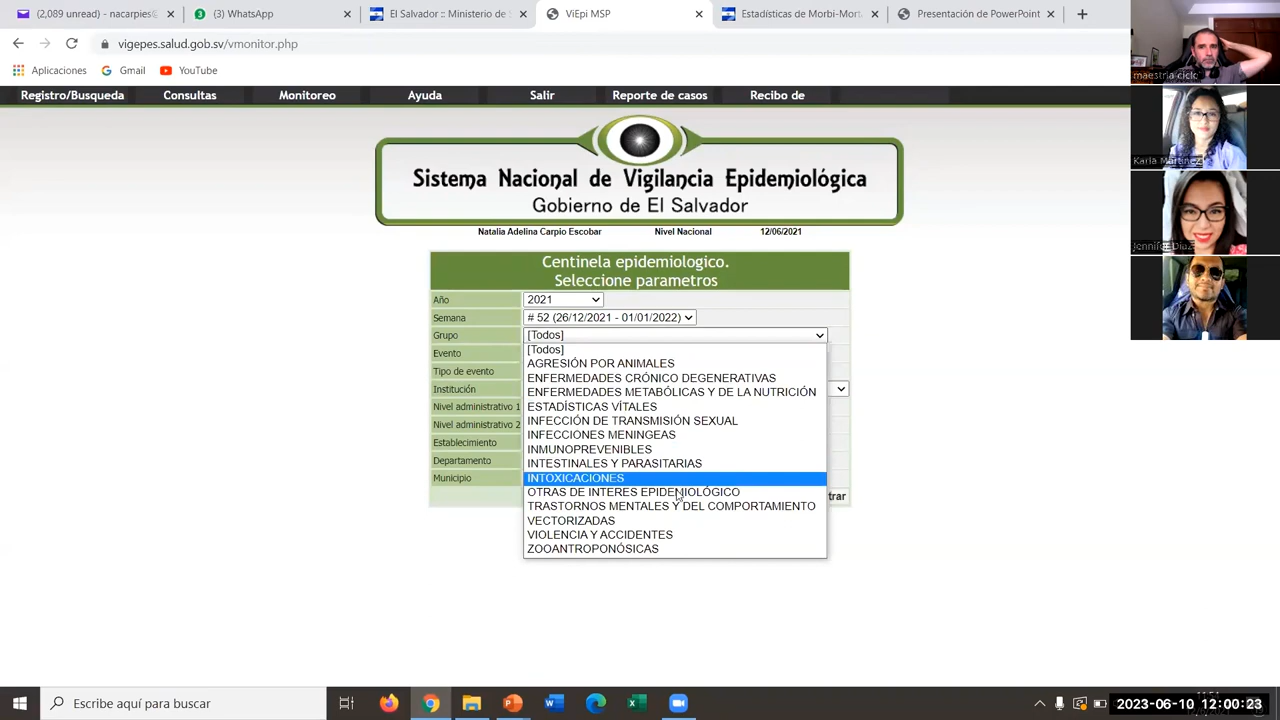 (2,089 unread) - nacarpies@
(3) WhatsApp
El Salvador :: Ministerio de S
ViEpi MSP
Estadísticas de Morbi-Mort
Presentación de PowerPoint
vigepes.salud.gob.sv/vmonitor.php
Aplicaciones
Gmail
YouTube
Registro/Busqueda
Consultas
Monitoreo
Ayuda
Salir
Reporte de casos
Recibo de
Sistema Nacional de Vigilancia Epidemiológica
Gobierno de El Salvador
Natalia Adelina Carpio Escobar
Nivel Nacional
12/06/2021
Centinela epidemiologico.
Seleccione parametros
Año
2021
Semana
# 52 (26/12/2021 - 01/01/2022)
Grupo
[Todos]
Evento
Tipo de evento
Institución
Nivel administrativo 1
Nivel administrativo 2
Establecimiento
Departamento
Municipio
[Todos]
AGRESIÓN POR ANIMALES
ENFERMEDADES CRÓNICO DEGENERATIVAS
ENFERMEDADES METABÓLICAS Y DE LA NUTRICIÓN
ESTADÍSTICAS VÍTALES
INFECCIÓN DE TRANSMISIÓN SEXUAL
INFECCIONES MENINGEAS
INMUNOPREVENIBLES
INTESTINALES Y PARASITARIAS
INTOXICACIONES
OTRAS DE INTERES EPIDEMIOLÓGICO
TRASTORNOS MENTALES Y DEL COMPORTAMIENTO
VECTORIZADAS
VIOLENCIA Y ACCIDENTES
ZOOANTROPONÓSICAS
trar
maestria ciclo
Karla Martinez
Jennifer Diaz
Escribe aquí para buscar
2023-06-10 12:00:23